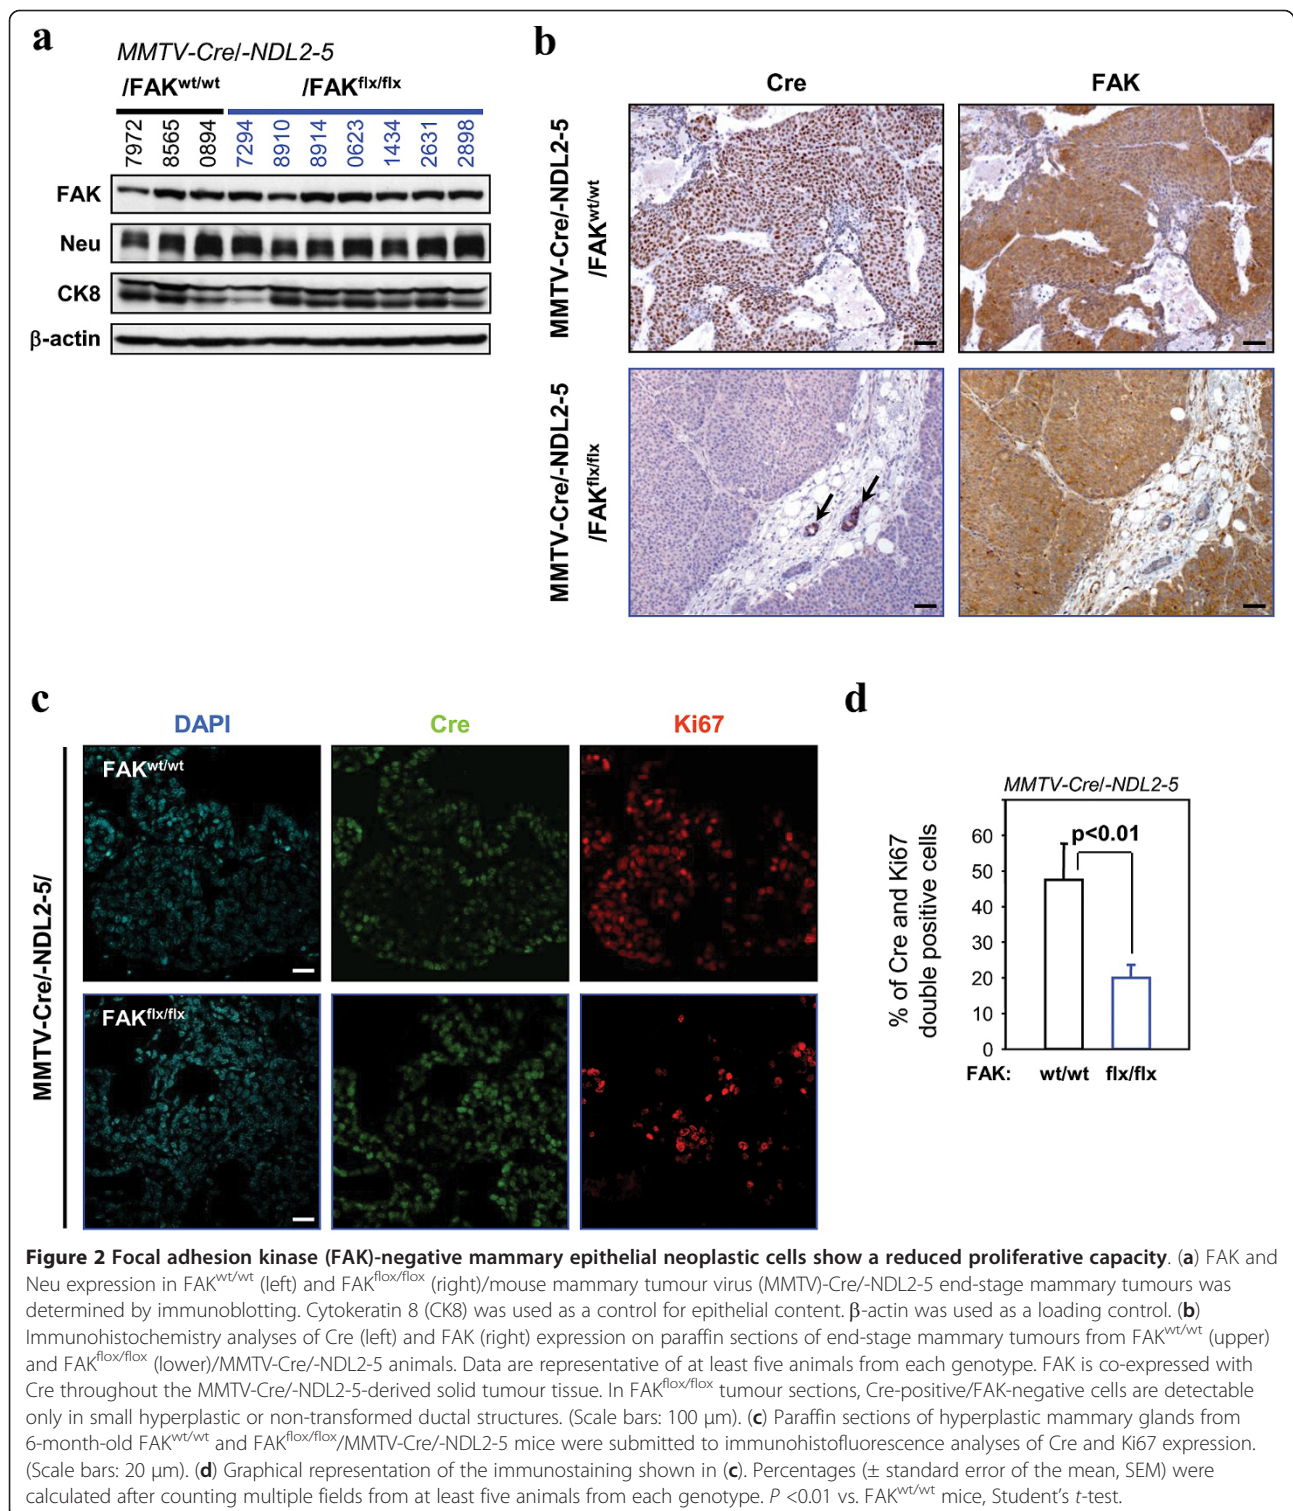 a
MMTV-Cre/-NDL2-5
/FAKwt/wt /FAKflx/flx
7972 8565 0894 7294 8910 8914 0623 1434 2631 2898
FAK
Neu
CK8
β-actin
b
Cre FAK
MMTV-Cre/-NDL2-5
/FAKwt/wt
MMTV-Cre/-NDL2-5
/FAKflx/flx
c
DAPI Cre Ki67
MMTV-Cre/-NDL2-5/
FAKwt/wt
FAKflx/flx
d
MMTV-Cre/-NDL2-5
% of Cre and Ki67
double positive cells
p<0.01
60
50
40
30
20
10
0
FAK: wt/wt flx/flx
Figure 2 Focal adhesion kinase (FAK)-negative mammary epithelial neoplastic cells show a reduced proliferative capacity. (a) FAK and
Neu expression in FAKwt/wt (left) and FAKflox/flox (right)/mouse mammary tumour virus (MMTV)-Cre/-NDL2-5 end-stage mammary tumours was
determined by immunoblotting. Cytokeratin 8 (CK8) was used as a control for epithelial content. β-actin was used as a loading control. (b)
Immunohistochemistry analyses of Cre (left) and FAK (right) expression on paraffin sections of end-stage mammary tumours from FAKwt/wt (upper)
and FAKflox/flox (lower)/MMTV-Cre/-NDL2-5 animals. Data are representative of at least five animals from each genotype. FAK is co-expressed with
Cre throughout the MMTV-Cre/-NDL2-5-derived solid tumour tissue. In FAKflox/flox tumour sections, Cre-positive/FAK-negative cells are detectable
only in small hyperplastic or non-transformed ductal structures. (Scale bars: 100 μm). (c) Paraffin sections of hyperplastic mammary glands from
6-month-old FAKwt/wt and FAKflox/flox/MMTV-Cre/-NDL2-5 mice were submitted to immunohistofluorescence analyses of Cre and Ki67 expression.
(Scale bars: 20 μm). (d) Graphical representation of the immunostaining shown in (c). Percentages (± standard error of the mean, SEM) were
calculated after counting multiple fields from at least five animals from each genotype. P <0.01 vs. FAKwt/wt mice, Student's t-test.